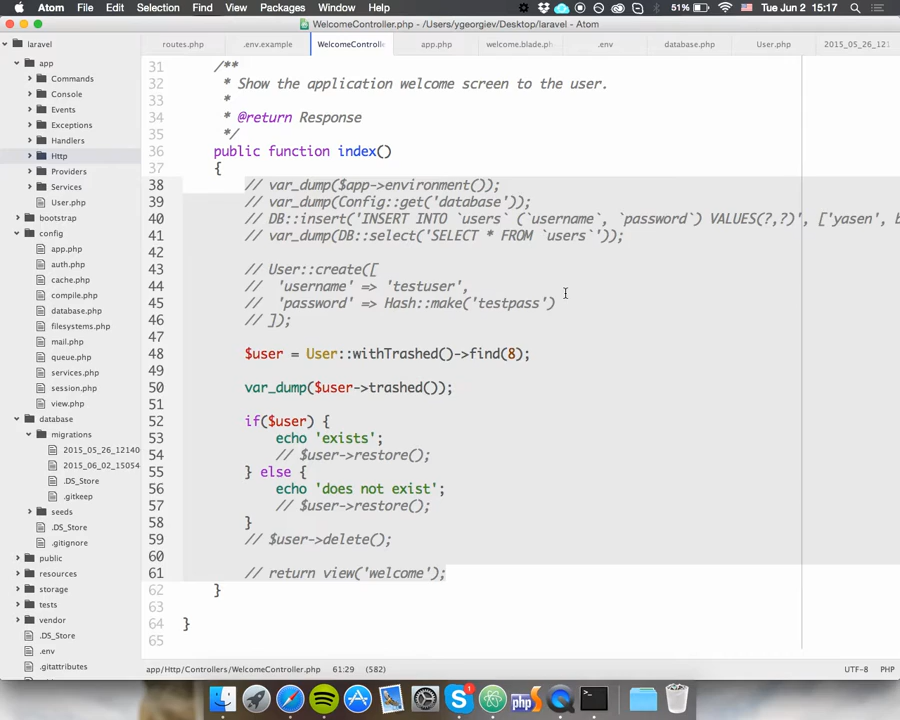 Atom File Edit Selection Find View Packages Window Help 51% Tue Jun 2 15:17
WelcomeController.php - /Users/ygeorgiev/Desktop/laravel - Atom
laravel
app
Commands
Console
Events
Exceptions
Handlers
Http
Providers
Services
User.php
bootstrap
config
app.php
auth.php
cache.php
compile.php
database.php
filesystems.php
mail.php
queue.php
services.php
session.php
view.php
database
migrations
2015_05_26_12140
2015_06_02_15054
.DS_Store
.gitkeep
seeds
.DS_Store
.gitignore
public
resources
storage
tests
vendor
.DS_Store
.env
.gitattributes
routes.php .env.example WelcomeControlle app.php welcome.blade.ph .env database.php User.php 2015_05_26_121
31 /**
32 * Show the application welcome screen to the user.
33 *
34 * @return Response
35 */
36 public function index()
37 {
38 // var_dump($app->environment());
39 // var_dump(Config::get('database'));
40 // DB::insert('INSERT INTO `users` (`username`, `password`) VALUES(?,?)', ['yasen', b
41 // var_dump(DB::select('SELECT * FROM `users`'));
42
43 // User::create([
44 // 'username' => 'testuser',
45 // 'password' => Hash::make('testpass')
46 // ]);
47
48 $user = User::withTrashed()->find(8);
49
50 var_dump($user->trashed());
51
52 if($user) {
53 echo 'exists';
54 // $user->restore();
55 } else {
56 echo 'does not exist';
57 // $user->restore();
58 }
59 // $user->delete();
60
61 // return view('welcome');
62 }
63
64 }
65
app/Http/Controllers/WelcomeController.php 61:29 (582) UTF-8 PHP
1
php